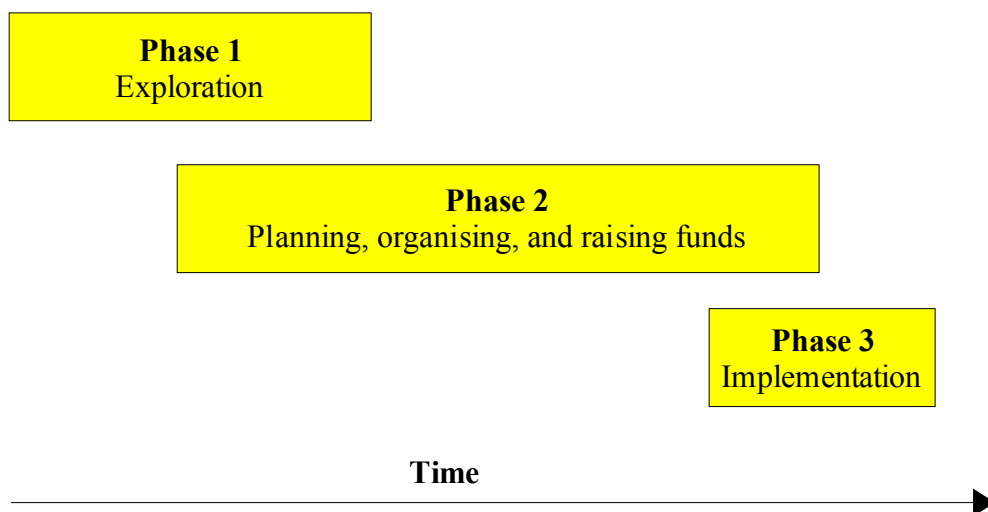 Phase 1
Exploration
Phase 2
Planning, organising, and raising funds
Phase 3
Implementation
Time